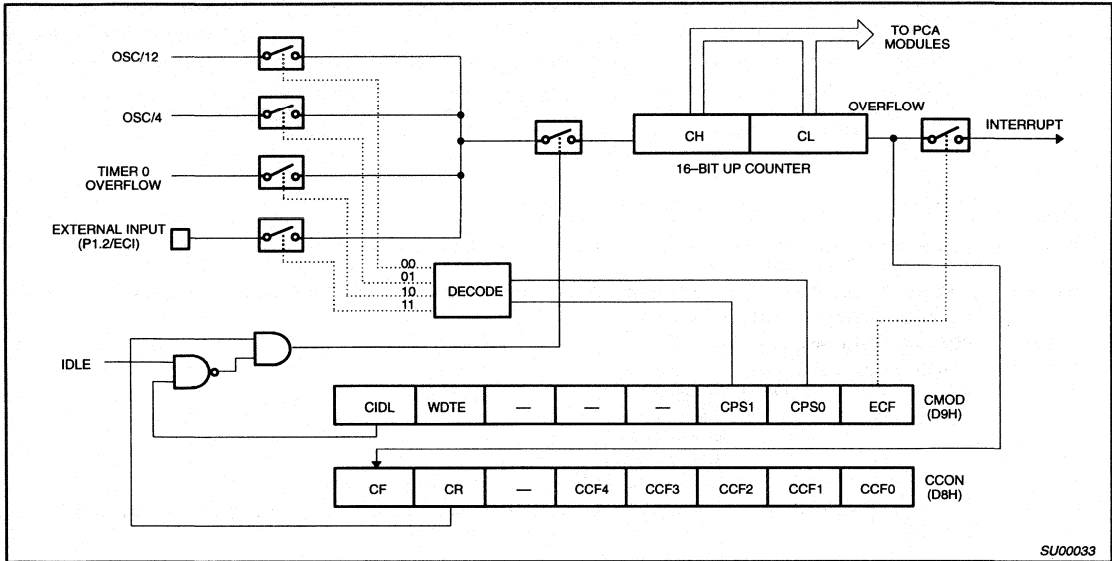 TO PCA
MODULES
OSC/12
OSC/4
TIMER 0
OVERFLOW
EXTERNAL INPUT
(P1.2/ECI)
CH
CL
OVERFLOW
INTERRUPT
16–BIT UP COUNTER
00
01
10
11
DECODE
IDLE
CIDL WDTE — — — CPS1 CPS0 ECF
CMOD
(D9H)
CF CR — CCF4 CCF3 CCF2 CCF1 CCF0
CCON
(D8H)
SU00033